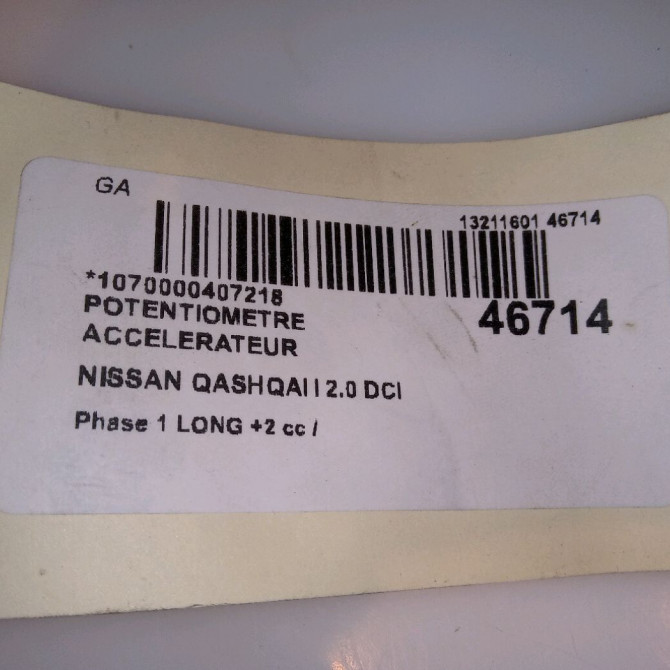 GA
13211601 46714
*1070000407218
46714
POTENTIOMETRE
ACCELERATEUR
NISSAN QASHQAI I 2.0 DCI
Phase 1 LONG +2 cc /